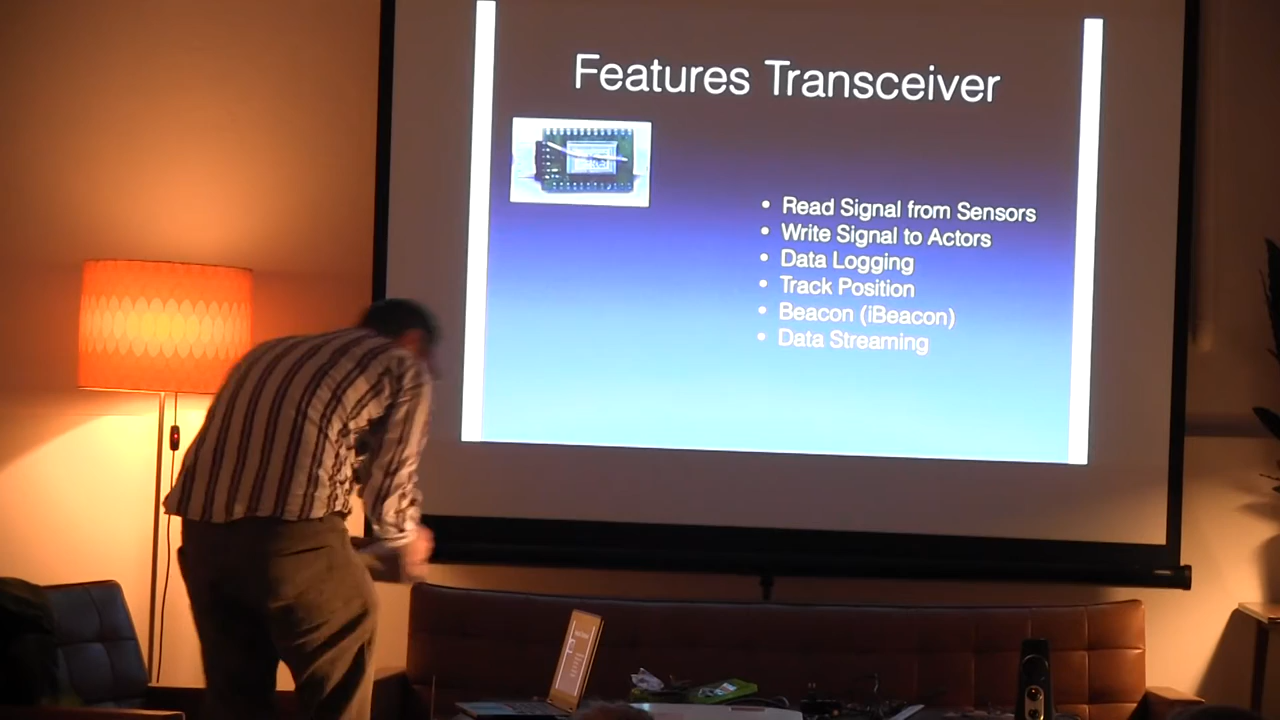 Features Transceiver
• Read Signal from Sensors
• Write Signal to Actors
• Data Logging
• Track Position
• Beacon (iBeacon)
• Data Streaming